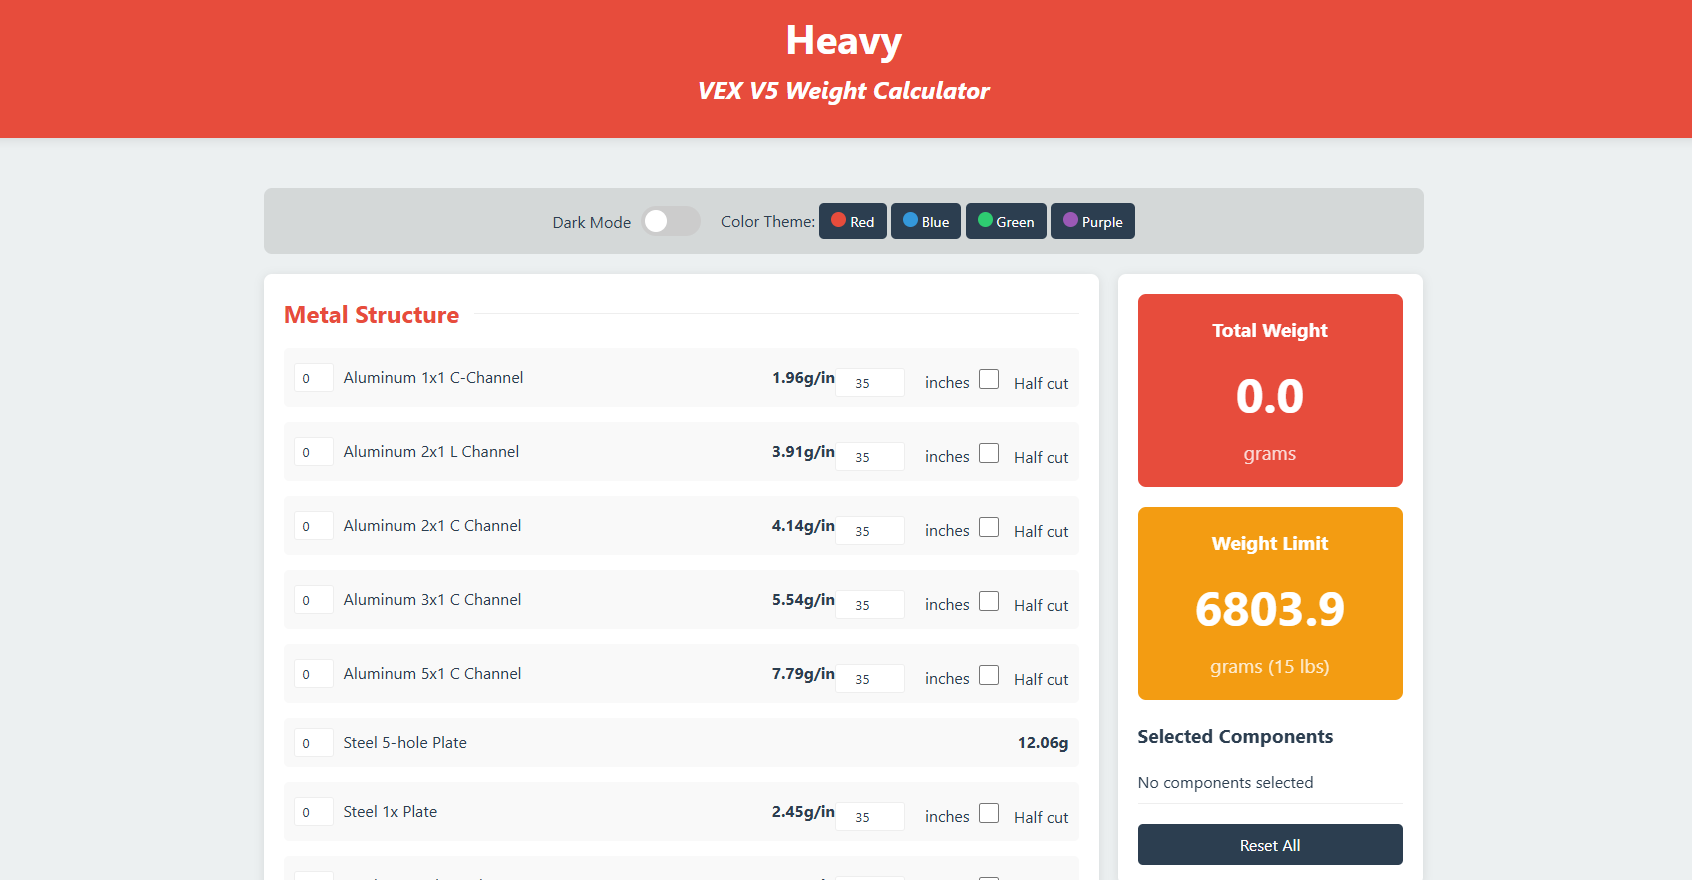 Heavy
VEX V5 Weight Calculator
Dark Mode Color Theme: Red Blue Green Purple
Metal Structure
0 Aluminum 1x1 C-Channel 1.96g/in 35 inches Half cut
0 Aluminum 2x1 L Channel 3.91g/in 35 inches Half cut
0 Aluminum 2x1 C Channel 4.14g/in 35 inches Half cut
0 Aluminum 3x1 C Channel 5.54g/in 35 inches Half cut
0 Aluminum 5x1 C Channel 7.79g/in 35 inches Half cut
0 Steel 5-hole Plate 12.06g
0 Steel 1x Plate 2.45g/in 35 inches Half cut
Total Weight
0.0
grams
Weight Limit
6803.9
grams (15 lbs)
Selected Components
No components selected
Reset All